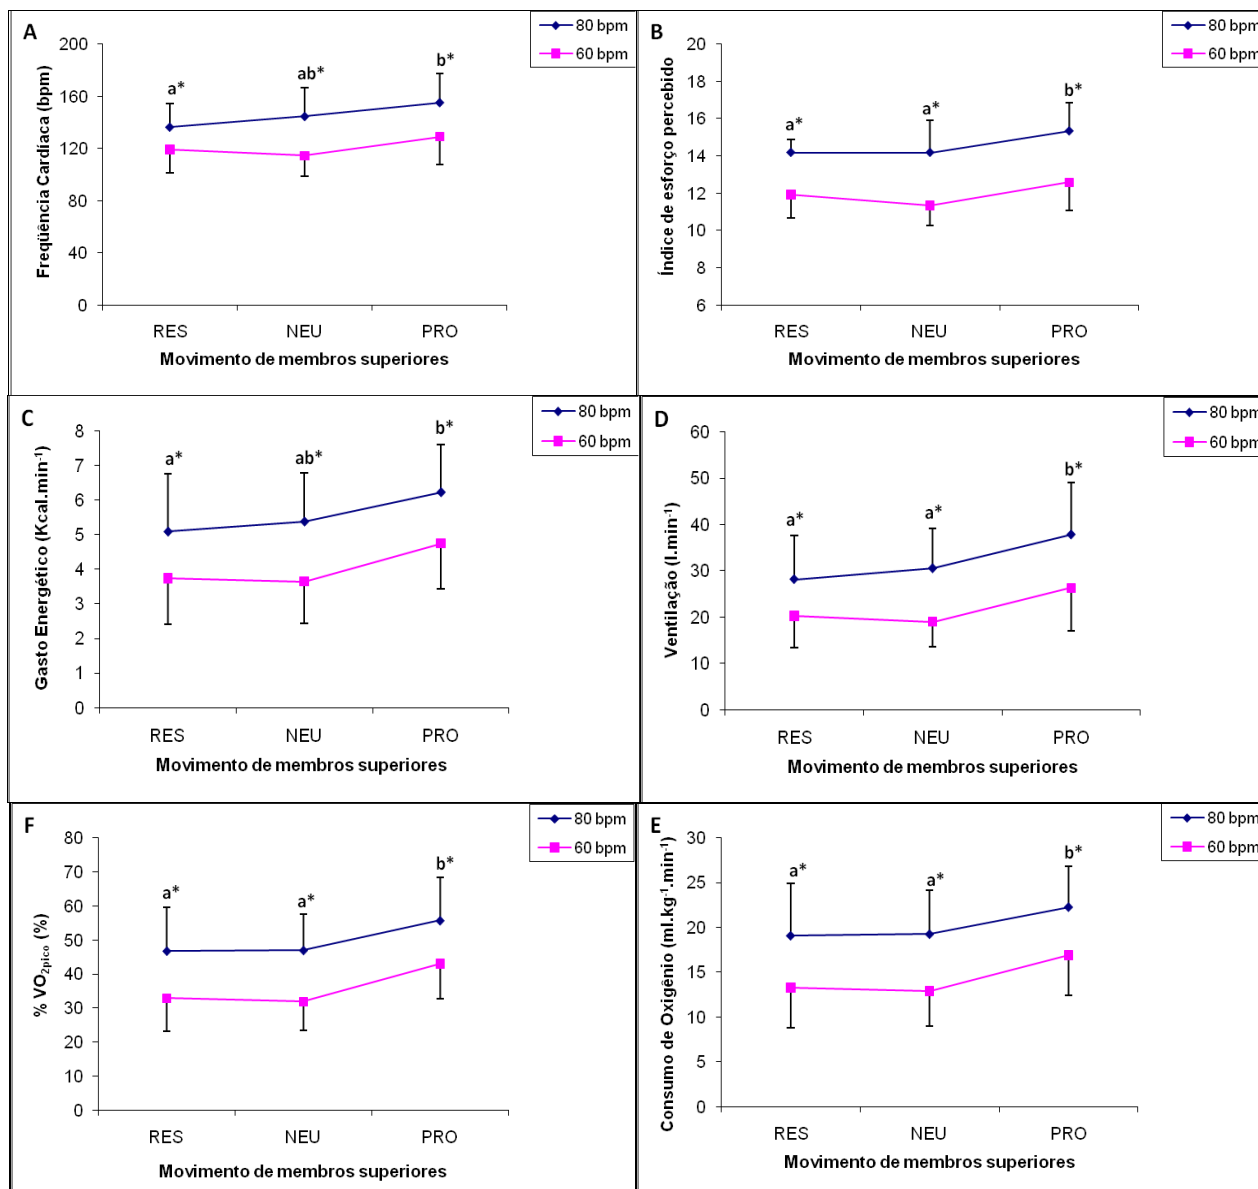 A
80 bpm
60 bpm
Freqüência Cardíaca (bpm)
200
160
120
80
40
0
a*
ab*
b*
RES NEU PRO
Movimento de membros superiores
B
80 bpm
60 bpm
Índice de esforço percebido
20
18
16
14
12
10
8
6
a*
a*
b*
RES NEU PRO
Movimento de membros superiores
C
80 bpm
60 bpm
Gasto Energético (Kcal.min⁻¹)
8
7
6
5
4
3
2
1
0
a*
ab*
b*
RES NEU PRO
Movimento de membros superiores
D
80 bpm
60 bpm
Ventilação (l.min⁻¹)
60
50
40
30
20
10
0
a*
a*
b*
RES NEU PRO
Movimento de membros superiores
F
80 bpm
60 bpm
% VO₂pico (%)
80
70
60
50
40
30
20
10
0
a*
a*
b*
RES NEU PRO
Movimento de membros superiores
E
80 bpm
60 bpm
Consumo de Oxigênio (ml.kg⁻¹.min⁻¹)
30
25
20
15
10
5
0
a*
a*
b*
RES NEU PRO
Movimento de membros superiores